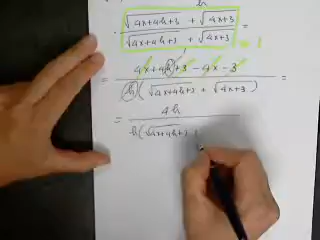 h
· √4x+4h+3 + √4x+3 / √4x+4h+3 + √4x+3 =
= 1
= 4x+4h+3 -4x-3 / h(√4x+4h+3 + √4x+3) =
= 4h / h(√4x+4h+3 +